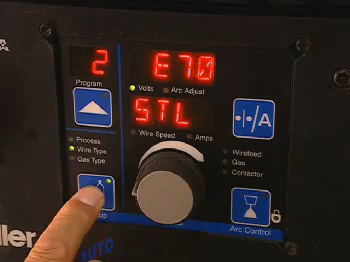 2 E70
Program
Volts Arc Adjust
STL
Wire Speed Amps
Process
Wire Type
Gas Type
Wirefeed
Gas
Contactor
Arc Control
AUTO